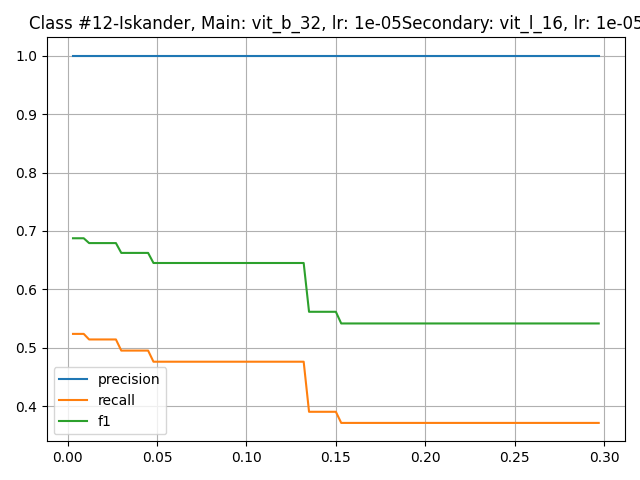 Class #12-Iskander, Main: vit_b_32, lr: 1e-05Secondary: vit_l_16, lr: 1e-05
1.0
0.9
0.8
0.7
0.6
0.5
0.4
precision
recall
f1
0.00 0.05 0.10 0.15 0.20 0.25 0.30